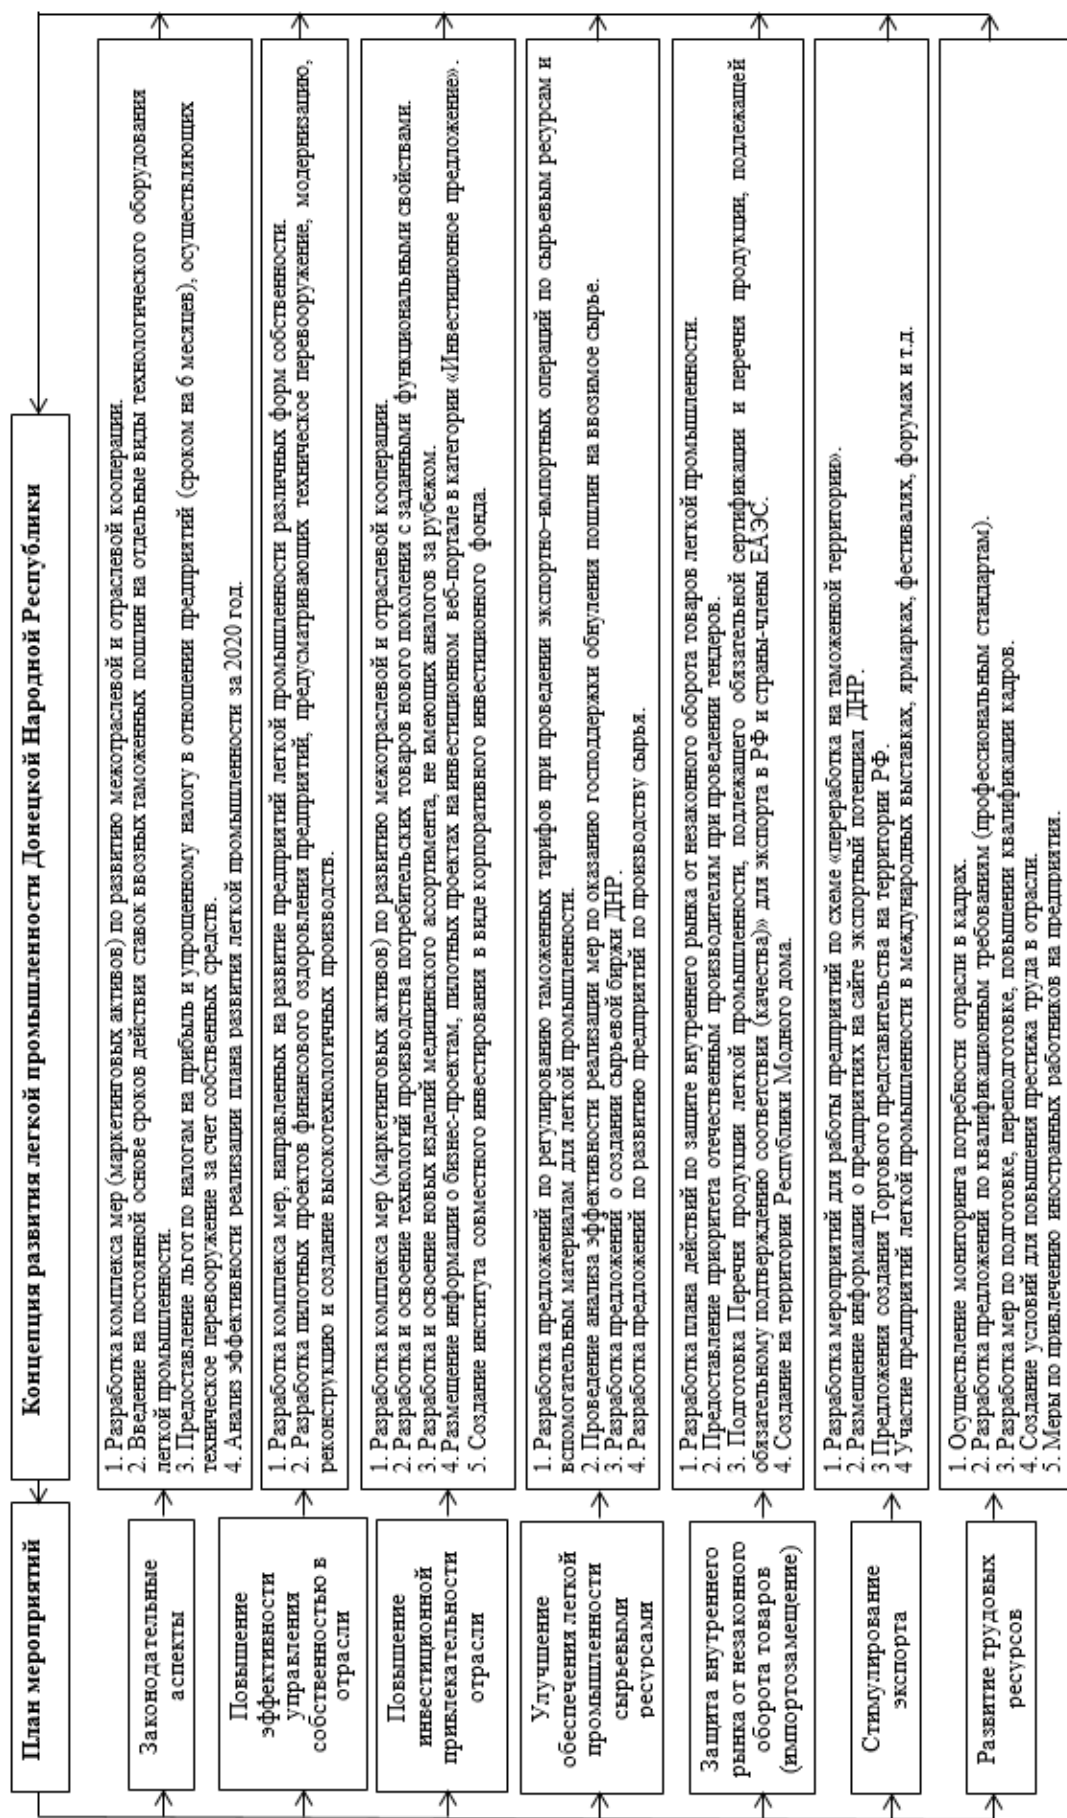 План мероприятий
Концепция развития легкой промышленности Донецкой Народной Республики
Законодательные
аспекты
1. Разработка комплекса мер (маркетинговых активов) по развитию межотраслевой и отраслевой кооперации.
2. Введение на постоянной основе сроков действия ставок ввозных таможенных пошлин на отдельные виды технологического оборудования
легкой промышленности.
3. Предоставление льгот по налогам на прибыль и упрощенному налогу в отношении предприятий (сроком на 6 месяцев), осуществляющих
техническое перевооружение за счет собственных средств.
4. Анализ эффективности реализации плана развития легкой промышленности за 2020 год.
Повышение
эффективности
управления
собственностью в
отрасли
1. Разработка комплекса мер, направленных на развитие предприятий легкой промышленности различных форм собственности.
2. Разработка пилотных проектов финансового оздоровления предприятий, предусматривающих техническое перевооружение, модернизацию,
реконструкцию и создание высокотехнологичных производств.
Повышение
инвестиционной
привлекательности
отрасли
1. Разработка комплекса мер (маркетинговых активов) по развитию межотраслевой и отраслевой кооперации.
2. Разработка и освоение технологий производства потребительских товаров нового поколения с заданными функциональными свойствами.
3. Разработка и освоение новых изделий медицинского ассортимента, не имеющих аналогов за рубежом.
4. Размещение информации о бизнес-проектам, пилотных проектах на инвестиционном веб-портале в категории «Инвестиционное предложение».
5. Создание института совместного инвестирования в виде корпоративного инвестиционного фонда.
Улучшение
обеспечения легкой
промышленности
сырьевыми
ресурсами
1. Разработка предложений по регулированию таможенных тарифов при проведении экспортно–импортных операций по сырьевым ресурсам и
вспомогательным материалам для легкой промышленности.
2. Проведение анализа эффективности реализации мер по оказанию господдержки обнуления пошлин на ввозимое сырье.
3. Разработка предложений о создании сырьевой биржи ДНР.
4. Разработка предложений по развитию предприятий по производству сырья.
Защита внутреннего
рынка от незаконного
оборота товаров
(импортозамещение)
1. Разработка плана действий по защите внутреннего рынка от незаконного оборота товаров легкой промышленности.
2. Предоставление приоритета отечественным производителям при проведении тендеров.
3. Подготовка Перечня продукции легкой промышленности, подлежащего обязательной сертификации и перечня продукции, подлежащей
обязательному подтверждению соответствия (качества)» для экспорта в РФ и страны-члены ЕАЭС.
4. Создание на территории Республики Модного дома.
Стимулирование
экспорта
1. Разработка мероприятий для работы предприятий по схеме «переработка на таможенной территории».
2. Размещение информации о предприятиях на сайте экспортный потенциал ДНР.
3 Предложения создания Торгового представительства на территории РФ.
4 Участие предприятий легкой промышленности в международных выставках, ярмарках, фестивалях, форумах и т.д.
Развитие трудовых
ресурсов
1. Осуществление мониторинга потребности отрасли в кадрах.
2. Разработка предложений по квалификационным требованиям (профессиональным стандартам).
3. Разработка мер по подготовке, переподготовке, повышении квалификации кадров.
4. Создание условий для повышения престижа труда в отрасли.
5. Меры по привлечению иностранных работников на предприятия.